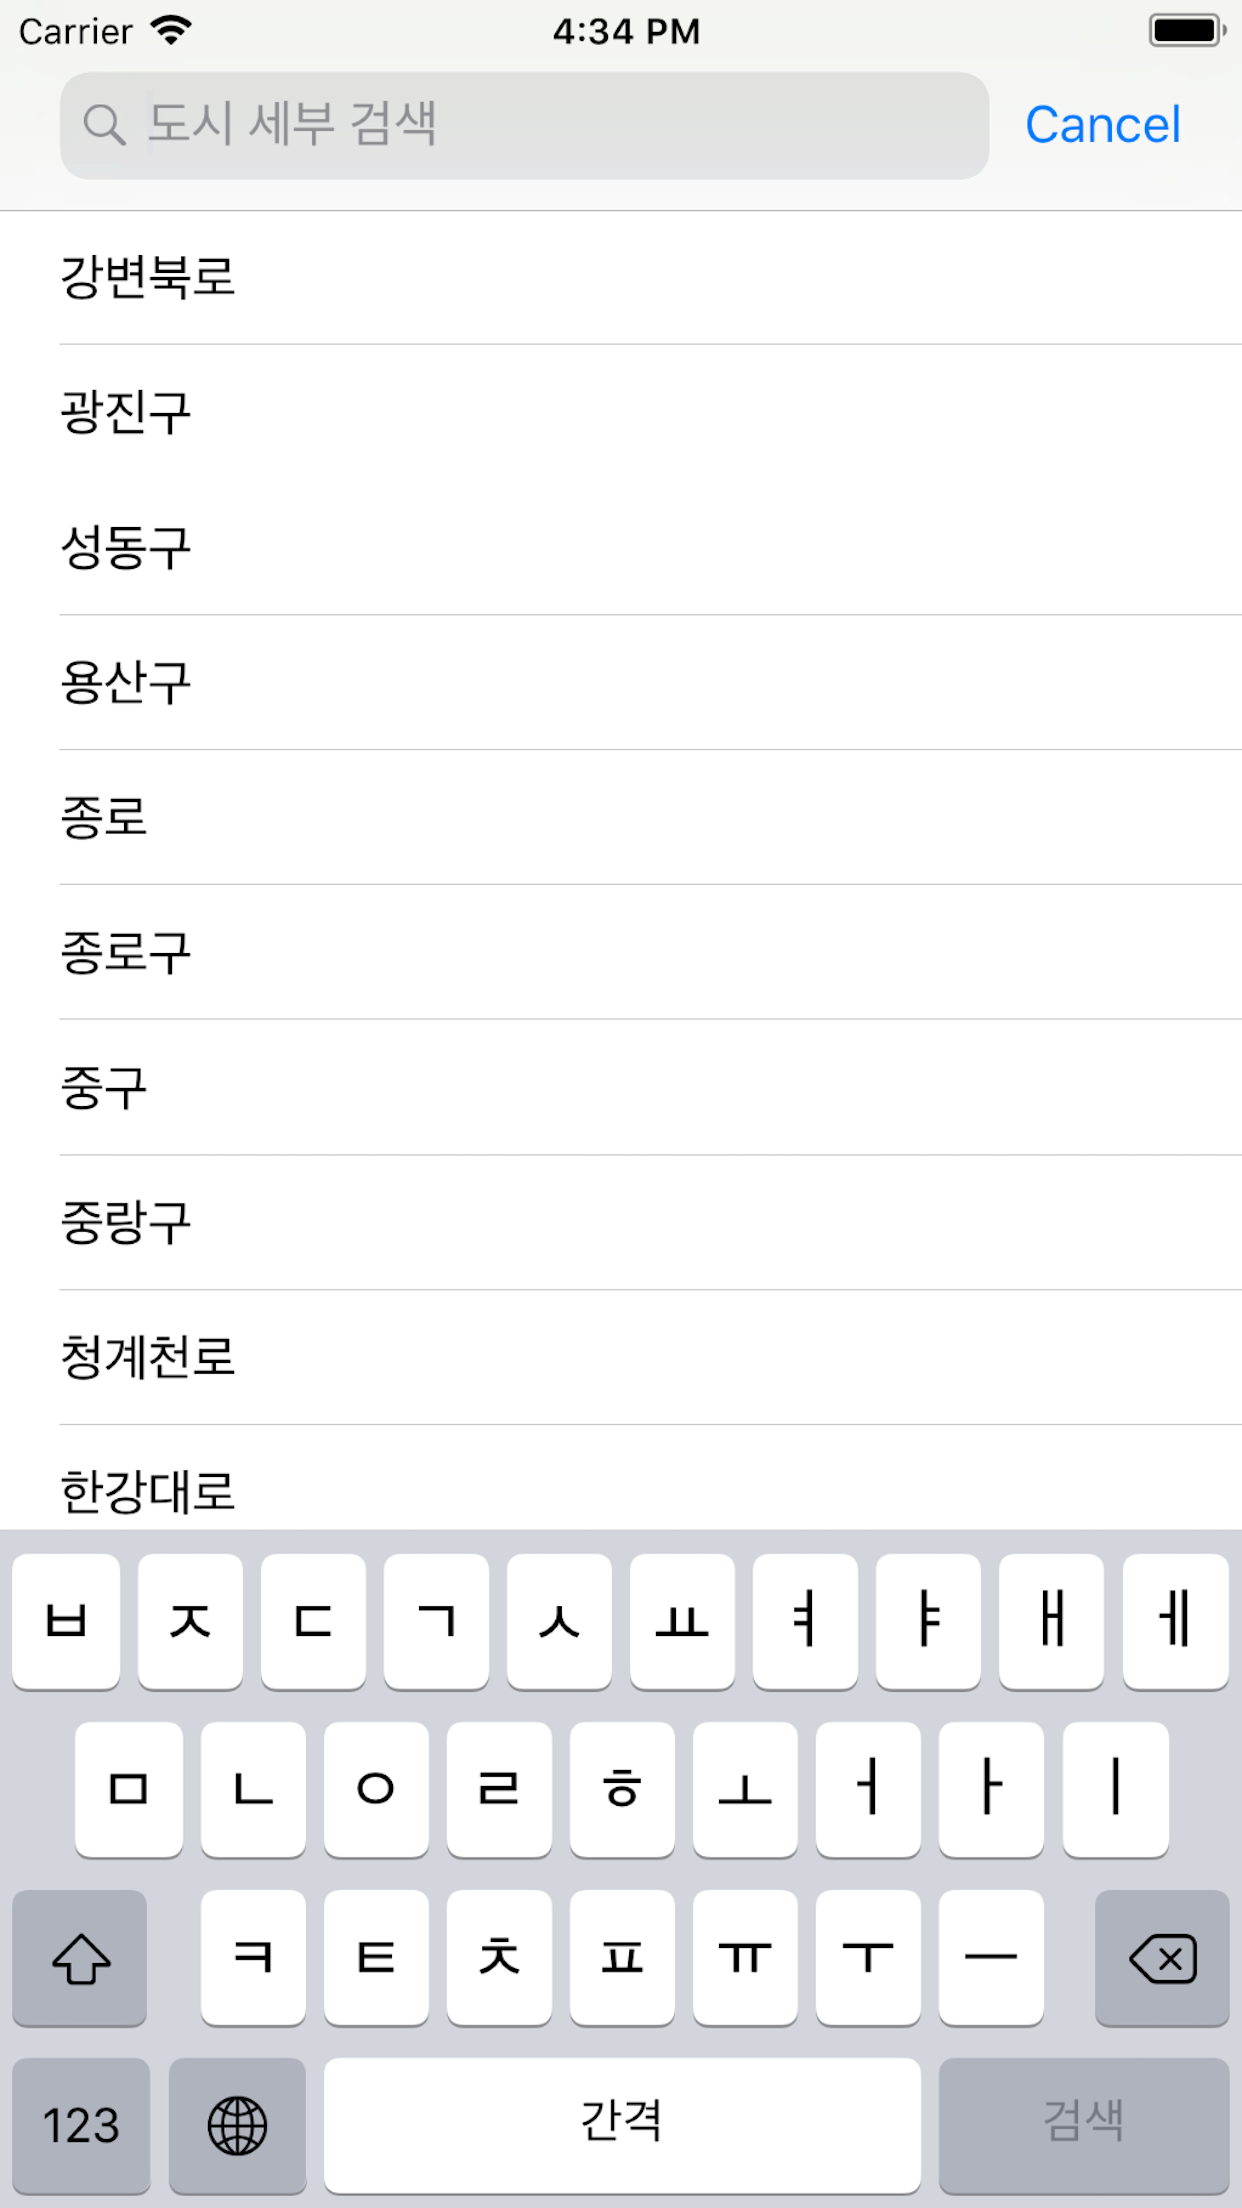 Carrier 4:34 PM
도시 세부 검색 Cancel
강변북로
광진구
성동구
용산구
종로
종로구
중구
중랑구
청계천로
한강대로
ㅂ ㅈ ㄷ ㄱ ㅅ ㅛ ㅕ ㅑ ㅐ ㅔ
ㅁ ㄴ ㅇ ㄹ ㅎ ㅗ ㅓ ㅏ ㅣ
ㅋ ㅌ ㅊ ㅍ ㅠ ㅜ ㅡ
123 간격 검색